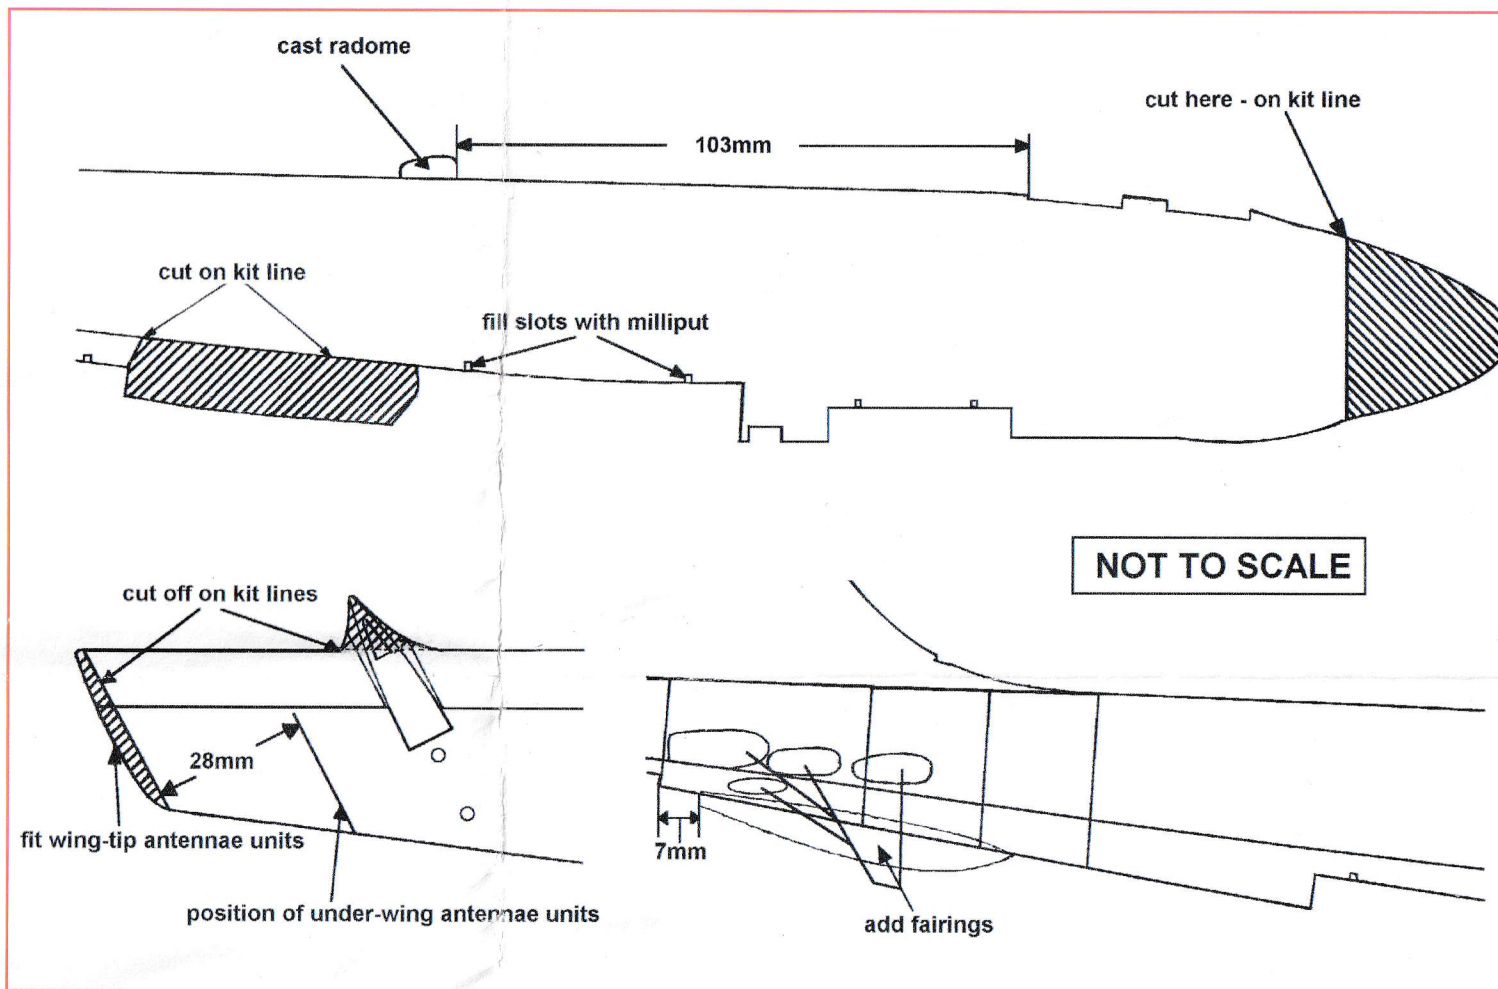 cast radome
cut here - on kit line
103mm
cut on kit line
fill slots with milliput
NOT TO SCALE
cut off on kit lines
28mm
fit wing-tip antennae units
7mm
position of under-wing antennae units
add fairings